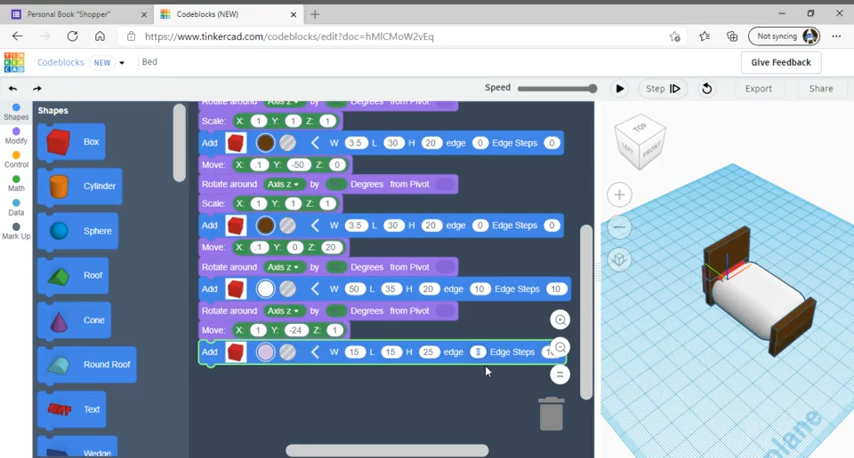 Personal Book "Shopper"
Codeblocks (NEW)
https://www.tinkercad.com/codeblocks/edit?doc=hMlCMoW2vEq
Not syncing
TIN
KER
CAD
Codeblocks NEW
Bed
Give Feedback
Speed
Step
Export
Share
Shapes
Modify
Control
Math
Data
Mark Up
Shapes
Box
Cylinder
Sphere
Roof
Cone
Round Roof
Text
Wedge
Rotate around Axis z by Degrees from Pivot
Scale: X: 1 Y: 1 Z: 1
Add W 3.5 L 30 H 20 edge 0 Edge Steps 0
Move: X: 1 Y: -50 Z: 0
Rotate around Axis z by Degrees from Pivot
Scale: X: 1 Y: 1 Z: 1
Add W 3.5 L 30 H 20 edge 0 Edge Steps 0
Move: X: 1 Y: 0 Z: 20
Rotate around Axis z by Degrees from Pivot
Add W 50 L 35 H 20 edge 10 Edge Steps 10
Rotate around Axis z by Degrees from Pivot
Move: X: 1 Y: -24 Z: 1
Add W 15 L 15 H 25 edge Edge Steps
TOP
LEFT
FRONT